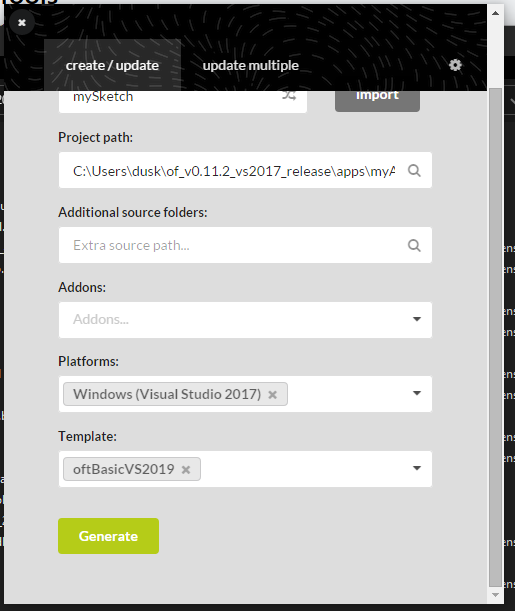 create / update
update multiple
mySketch
Import
Project path:
C:\Users\dusk\of_v0.11.2_vs2017_release\apps\myA
Additional source folders:
Extra source path...
Addons:
Addons...
Platforms:
Windows (Visual Studio 2017) ×
Template:
oftBasicVS2019 ×
Generate